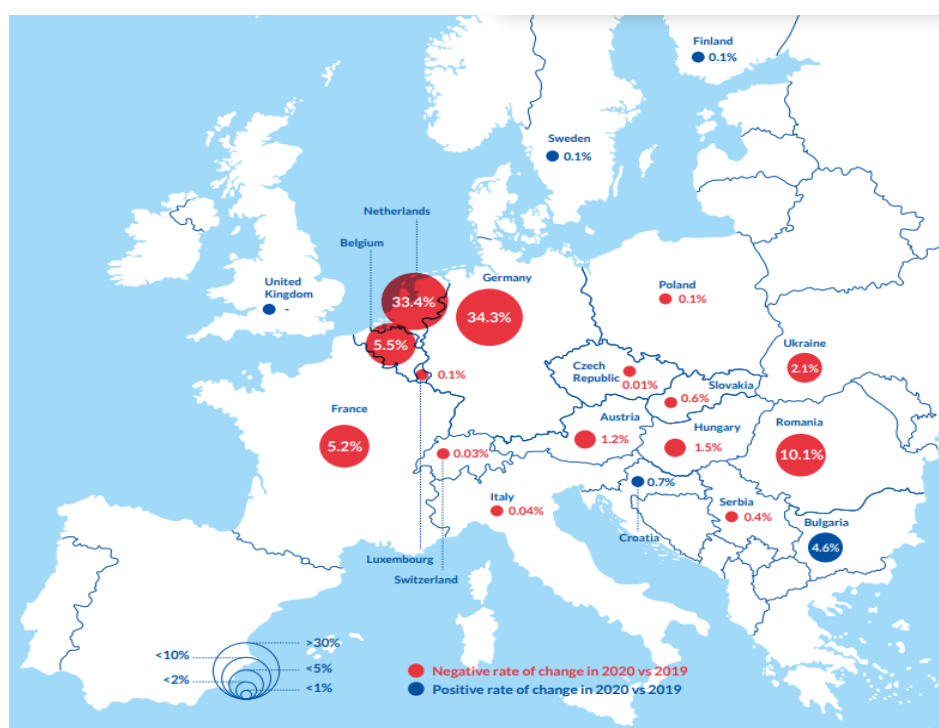 Finland
0.1%
Sweden
0.1%
Netherlands
Belgium
United
Kingdom
-
33.4%
Germany
34.3%
5.5%
0.1%
Poland
0.1%
Ukraine
2.1%
Czech
Republic
0.01%
Slovakia
0.6%
France
5.2%
Austria
1.2%
Hungary
1.5%
Romania
10.1%
0.03%
0.7%
Italy
0.04%
Serbia
0.4%
Bulgaria
4.6%
Croatia
Luxembourg
Switzerland
>30%
<10%
<5%
<2%
<1%
Negative rate of change in 2020 vs 2019
Positive rate of change in 2020 vs 2019